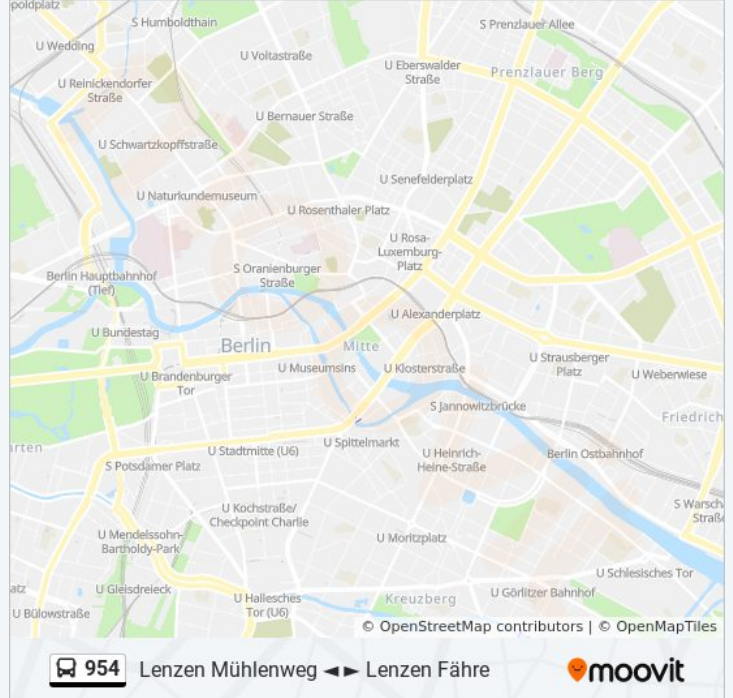 poldplatz
S Humboldthain
S Prenzlauer Allee
U Wedding
U Voltastraße
U Eberswalder
Straße
Prenzlauer Berg
U Reinickendorfer
Straße
U Bernauer Straße
U Schwartzkopffstraße
U Senefelderplatz
U Naturkundemuseum
U Rosenthaler Platz
U Rosa-
Luxemburg-
Platz
Berlin Hauptbahnhof
(Tief)
S Oranienburger
Straße
U Alexanderplatz
U Bundestag
Berlin
Mitte
U Strausberger
Platz
U Museumsins
U Klosterstraße
U Weberwiese
U Brandenburger
Tor
S Jannowitzbrücke
Friedrich
rten
U Stadtmitte (U6)
U Spittelmarkt
U Heinrich-
Heine-Straße
Berlin Ostbahnhof
S Potsdamer Platz
S Warsch
Straße
U Kochstraße/
Checkpoint Charlie
U Mendelssohn-
Bartholdy-Park
U Moritzplatz
U Schlesisches Tor
atz
U Gleisdreieck
U Hallesches
Tor (U6)
Kreuzberg
U Görlitzer Bahnhof
U Bülowstraße
© OpenStreetMap contributors | © OpenMapTiles
954 Lenzen Mühlenweg ◄► Lenzen Fähre moovit